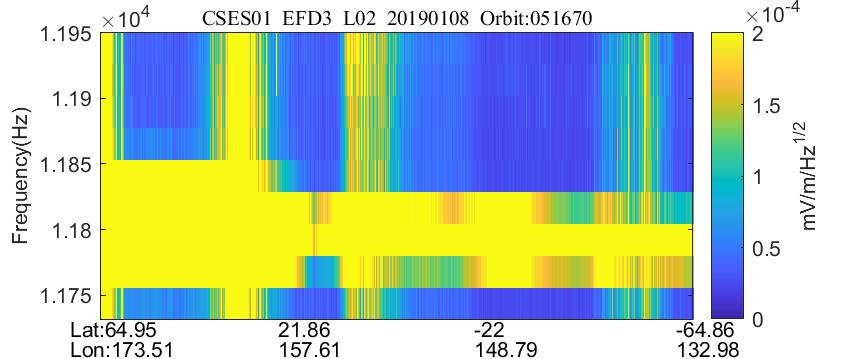 ×10⁴ CSES01 EFD3 L02 20190108 Orbit:051670 ×10⁻⁴
1.195
1.19
1.185
1.18
1.175
Frequency(Hz)
2
1.5
1
0.5
0
mV/m/Hz^1/2
Lat:64.95 21.86 -22 -64.86
Lon:173.51 157.61 148.79 132.98